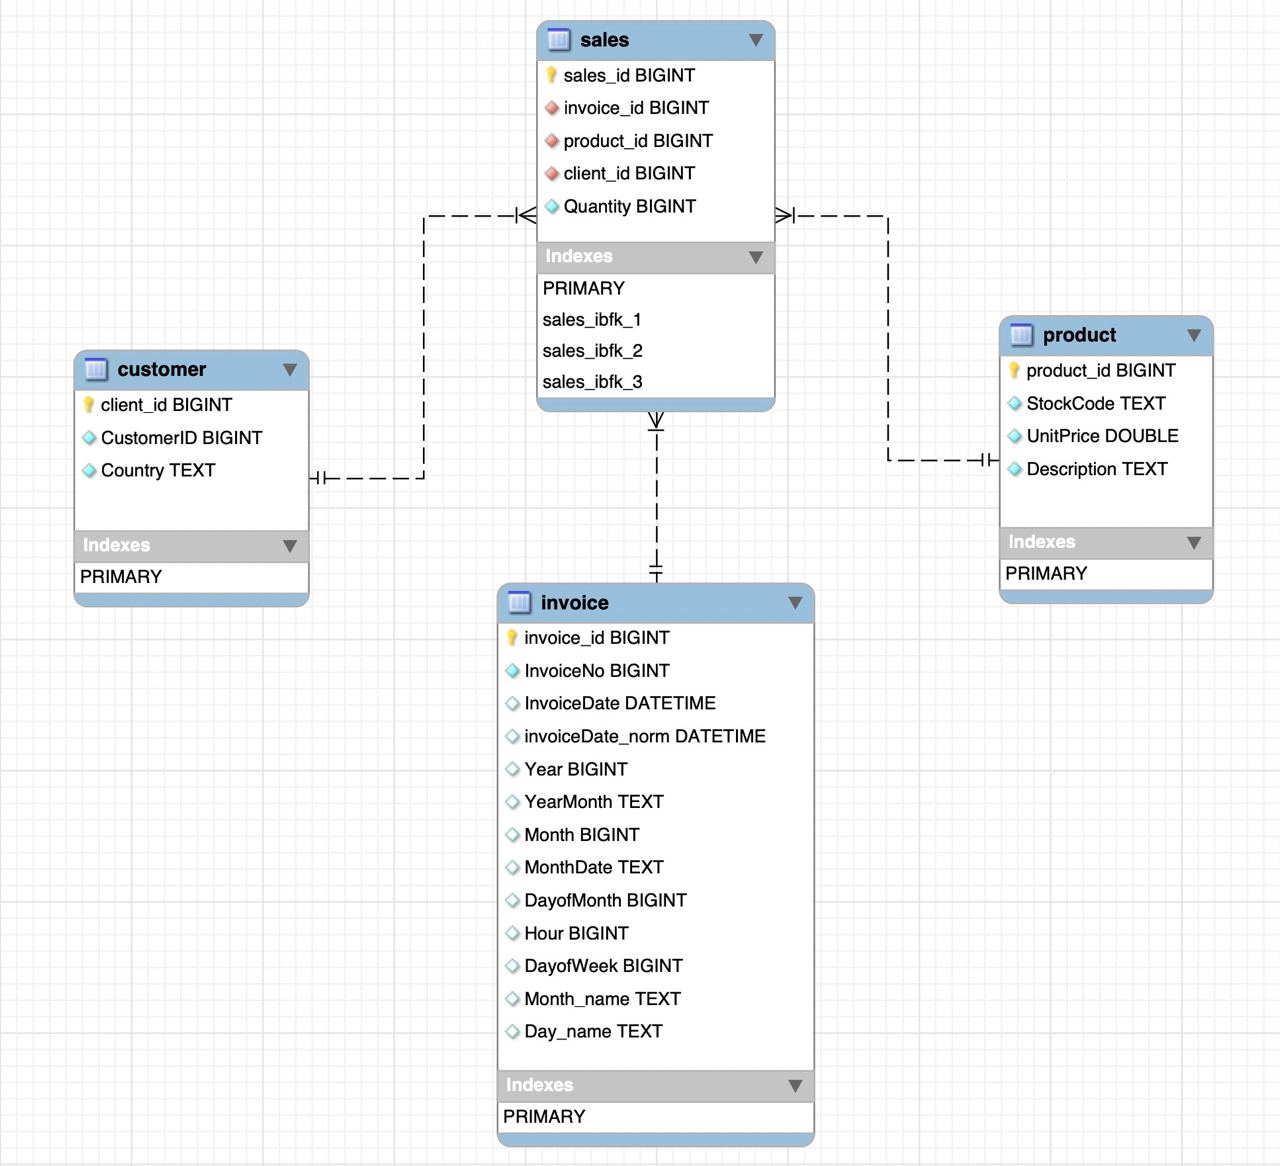 sales
sales_id BIGINT
invoice_id BIGINT
product_id BIGINT
client_id BIGINT
Quantity BIGINT
Indexes
PRIMARY
sales_ibfk_1
sales_ibfk_2
sales_ibfk_3
customer
client_id BIGINT
CustomerID BIGINT
Country TEXT
Indexes
PRIMARY
product
product_id BIGINT
StockCode TEXT
UnitPrice DOUBLE
Description TEXT
Indexes
PRIMARY
invoice
invoice_id BIGINT
InvoiceNo BIGINT
InvoiceDate DATETIME
invoiceDate_norm DATETIME
Year BIGINT
YearMonth TEXT
Month BIGINT
MonthDate TEXT
DayofMonth BIGINT
Hour BIGINT
DayofWeek BIGINT
Month_name TEXT
Day_name TEXT
Indexes
PRIMARY